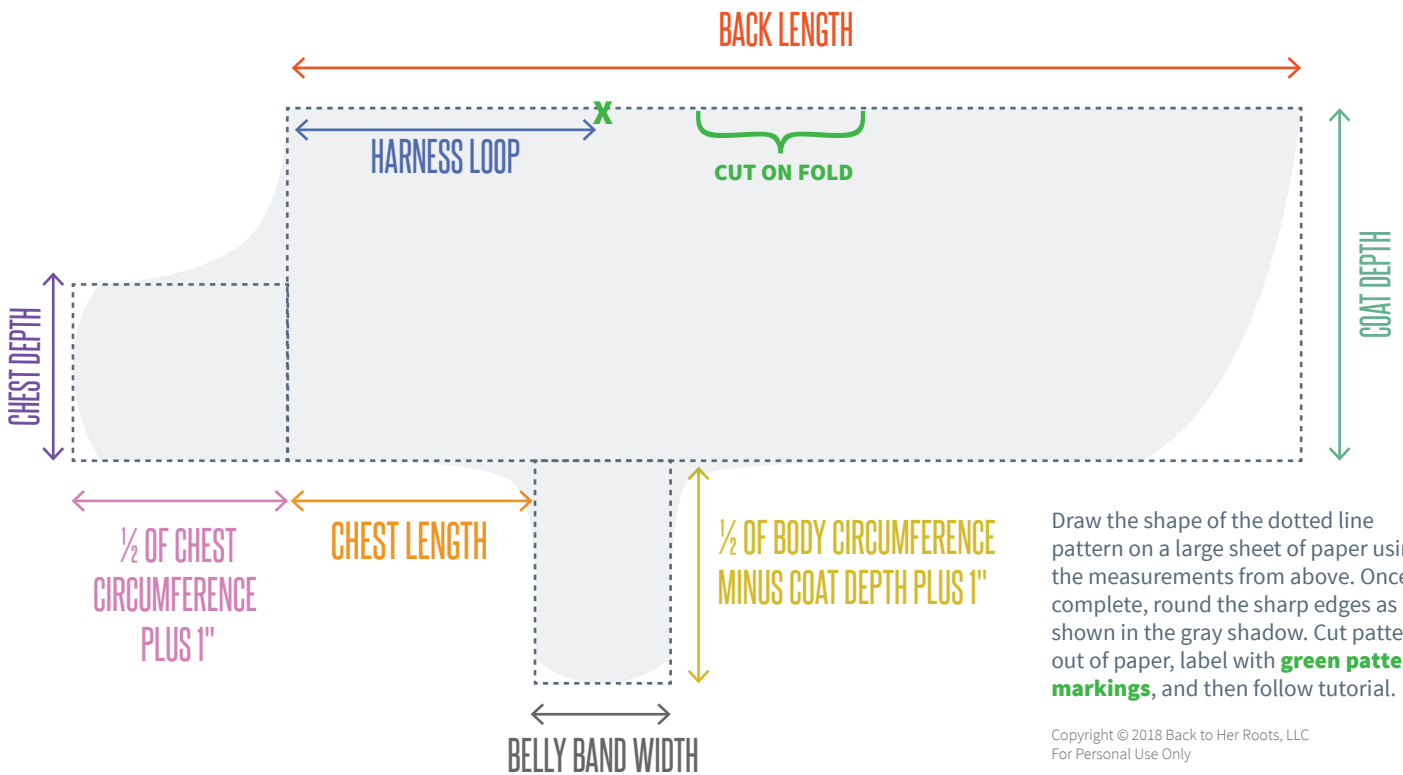 BACK LENGTH
X
HARNESS LOOP
CUT ON FOLD
COAT DEPTH
CHEST DEPTH
½ OF CHEST
CIRCUMFERENCE
PLUS 1"
CHEST LENGTH
½ OF BODY CIRCUMFERENCE
MINUS COAT DEPTH PLUS 1"
BELLY BAND WIDTH
Draw the shape of the dotted line
pattern on a large sheet of paper usin
the measurements from above. Once
complete, round the sharp edges as
shown in the gray shadow. Cut patte
out of paper, label with green patte
markings, and then follow tutorial.
Copyright © 2018 Back to Her Roots, LLC
For Personal Use Only